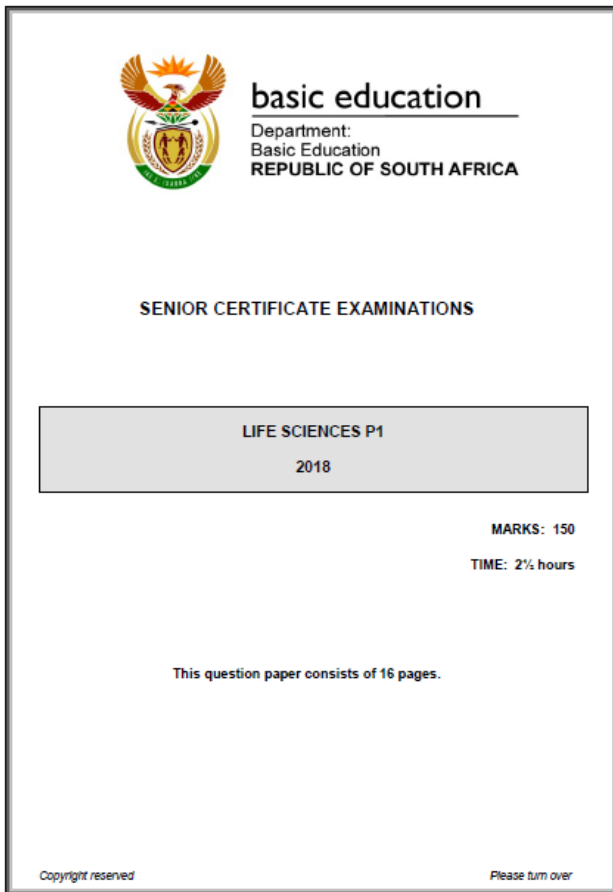 basic education
Department:
Basic Education
REPUBLIC OF SOUTH AFRICA
SENIOR CERTIFICATE EXAMINATIONS
LIFE SCIENCES P1
2018
MARKS: 150
TIME: 2½ hours
This question paper consists of 16 pages.
Copyright reserved
Please turn over